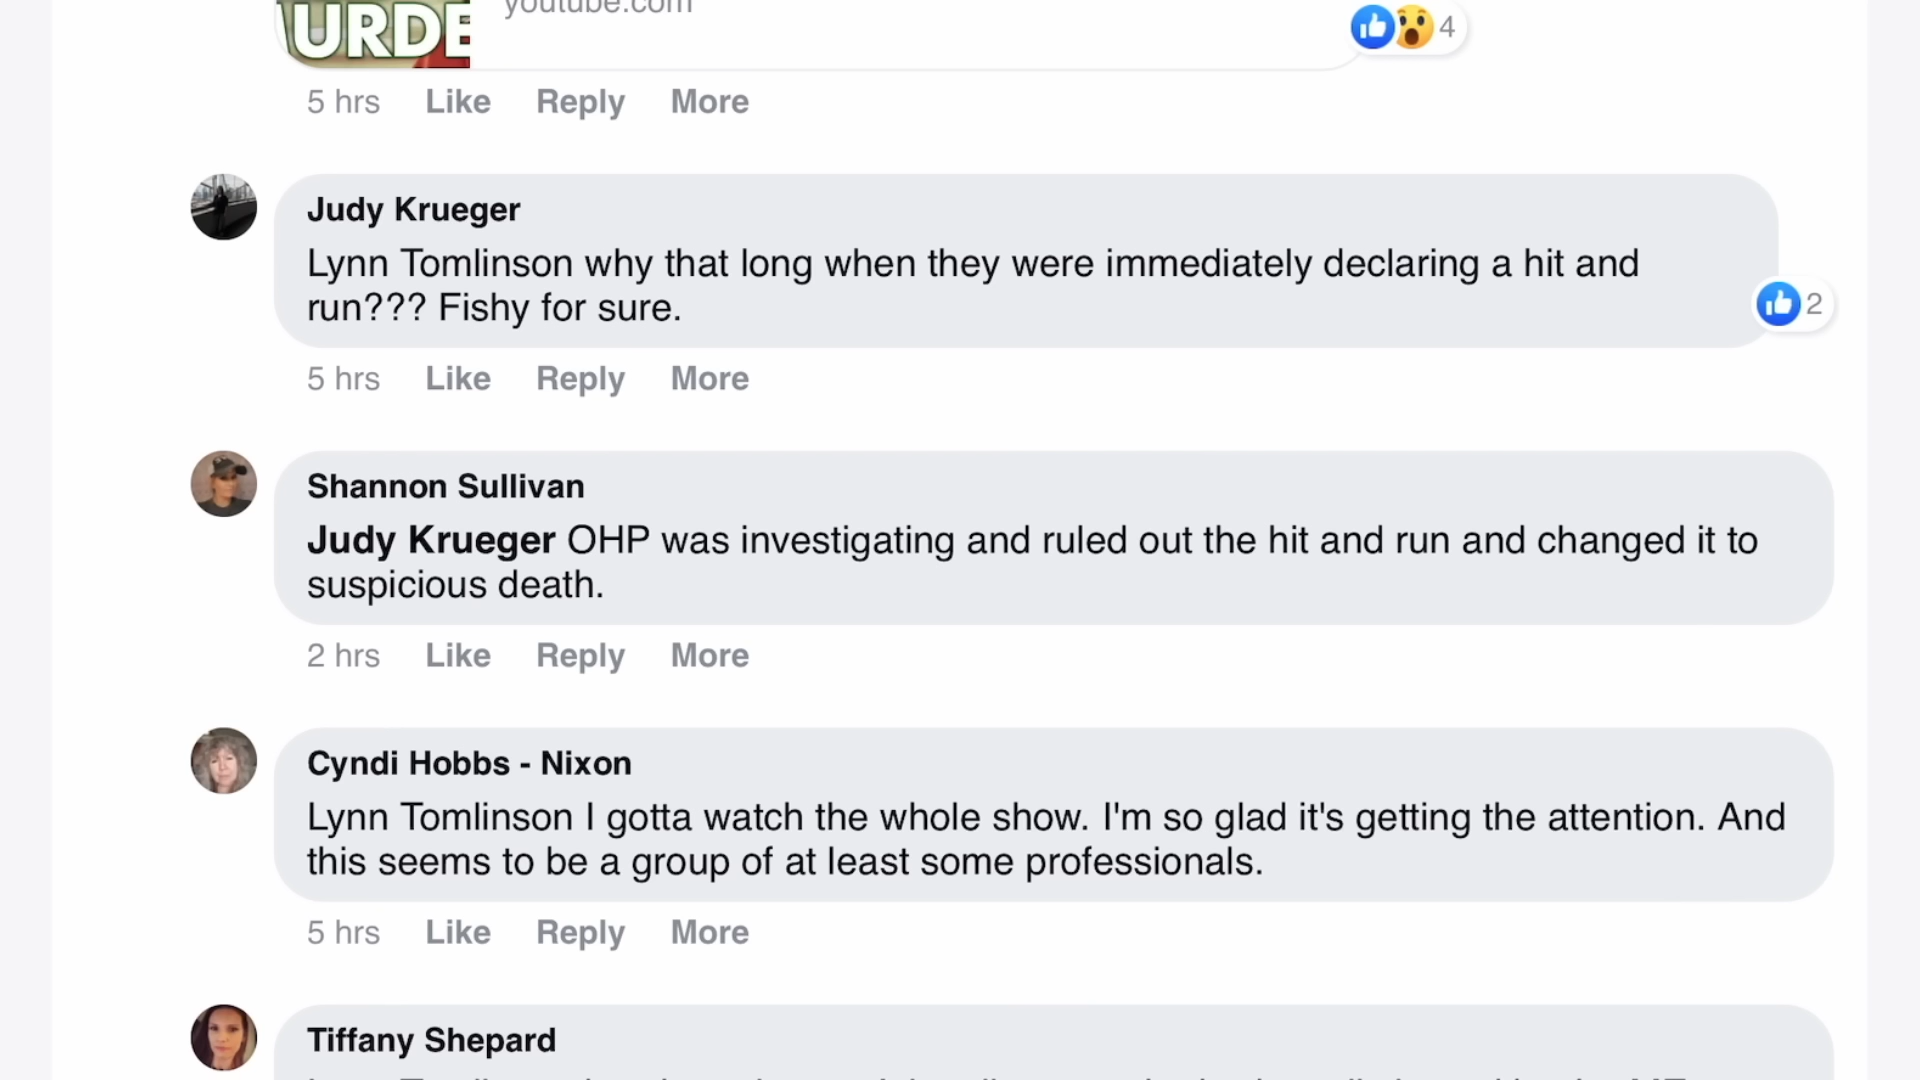 URDE
youtube.com
4
5 hrs Like Reply More
Judy Krueger
Lynn Tomlinson why that long when they were immediately declaring a hit and
run??? Fishy for sure.
2
5 hrs Like Reply More
Shannon Sullivan
Judy Krueger OHP was investigating and ruled out the hit and run and changed it to
suspicious death.
2 hrs Like Reply More
Cyndi Hobbs - Nixon
Lynn Tomlinson I gotta watch the whole show. I'm so glad it's getting the attention. And
this seems to be a group of at least some professionals.
5 hrs Like Reply More
Tiffany Shepard